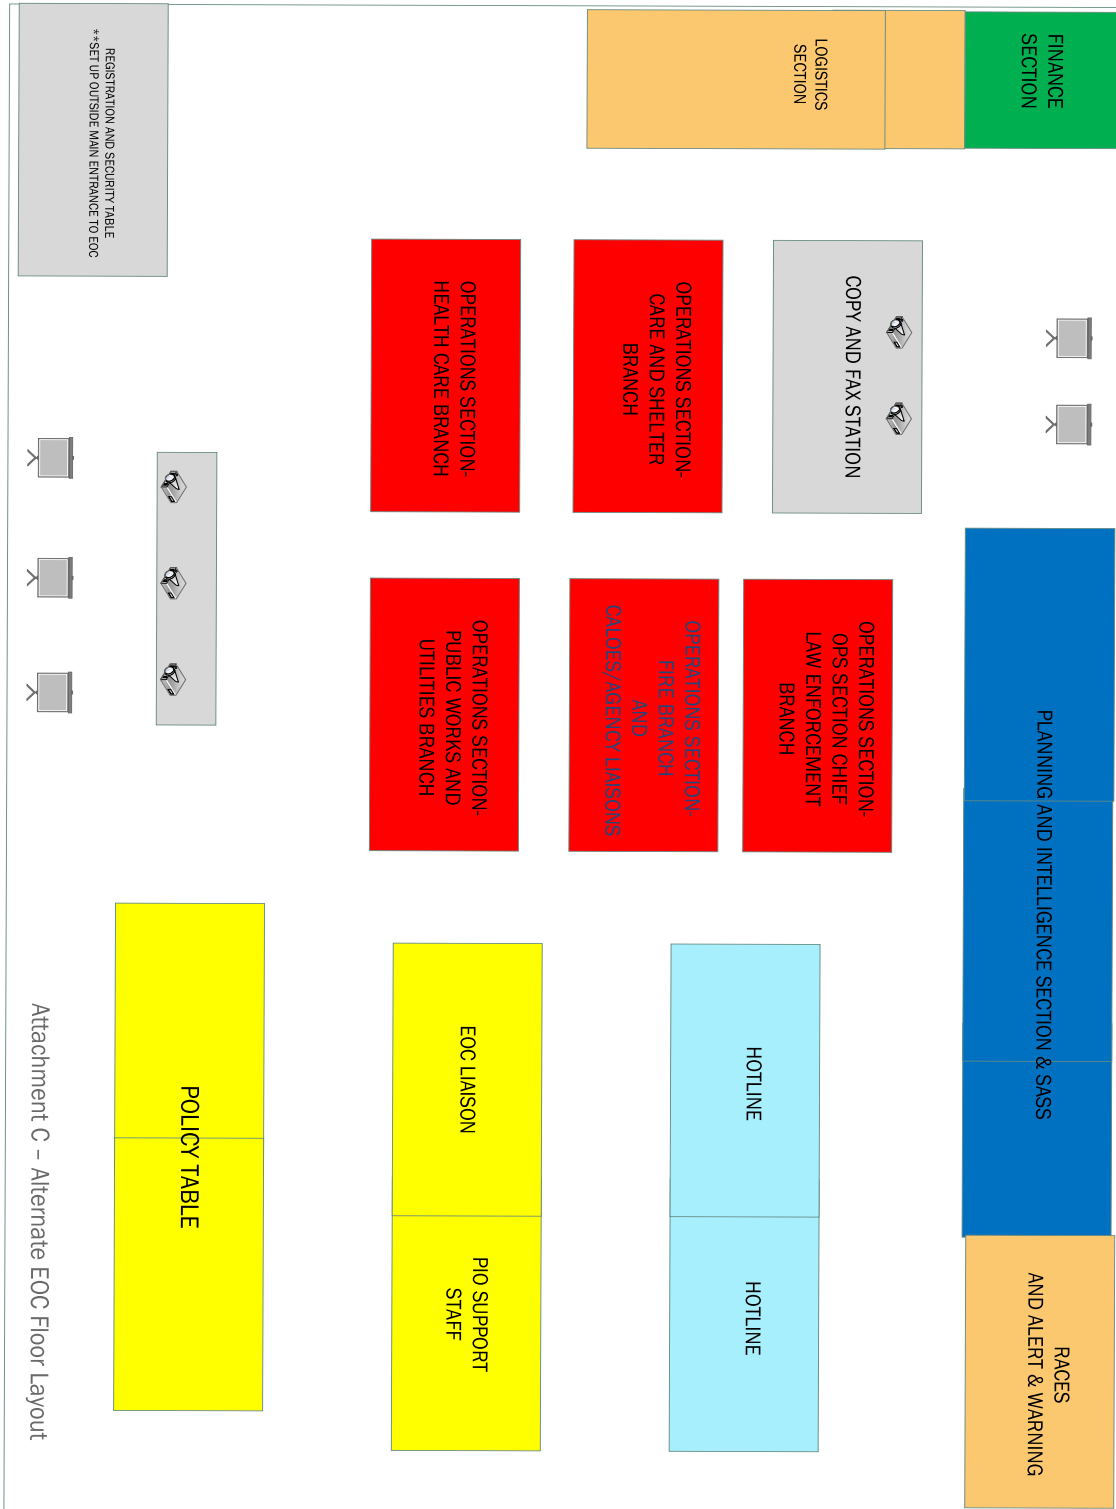 FINANCE
SECTION
LOGISTICS
SECTION
REGISTRATION AND SECURITY TABLE
**SET UP OUTSIDE MAIN ENTRANCE TO EOC
COPY AND FAX STATION
OPERATIONS SECTION-
CARE AND SHELTER
BRANCH
OPERATIONS SECTION-
HEALTH CARE BRANCH
OPERATIONS SECTION-
OPS SECTION CHIEF
LAW ENFORCEMENT
BRANCH
OPERATIONS SECTION-
FIRE BRANCH
AND
CALOES/AGENCY LIAISONS
OPERATIONS SECTION-
PUBLIC WORKS AND
UTILITIES BRANCH
PLANNING AND INTELLIGENCE SECTION & SASS
RACES
AND ALERT & WARNING
HOTLINE
HOTLINE
EOC LIAISON
PIO SUPPORT
STAFF
POLICY TABLE
Attachment C – Alternate EOC Floor Layout